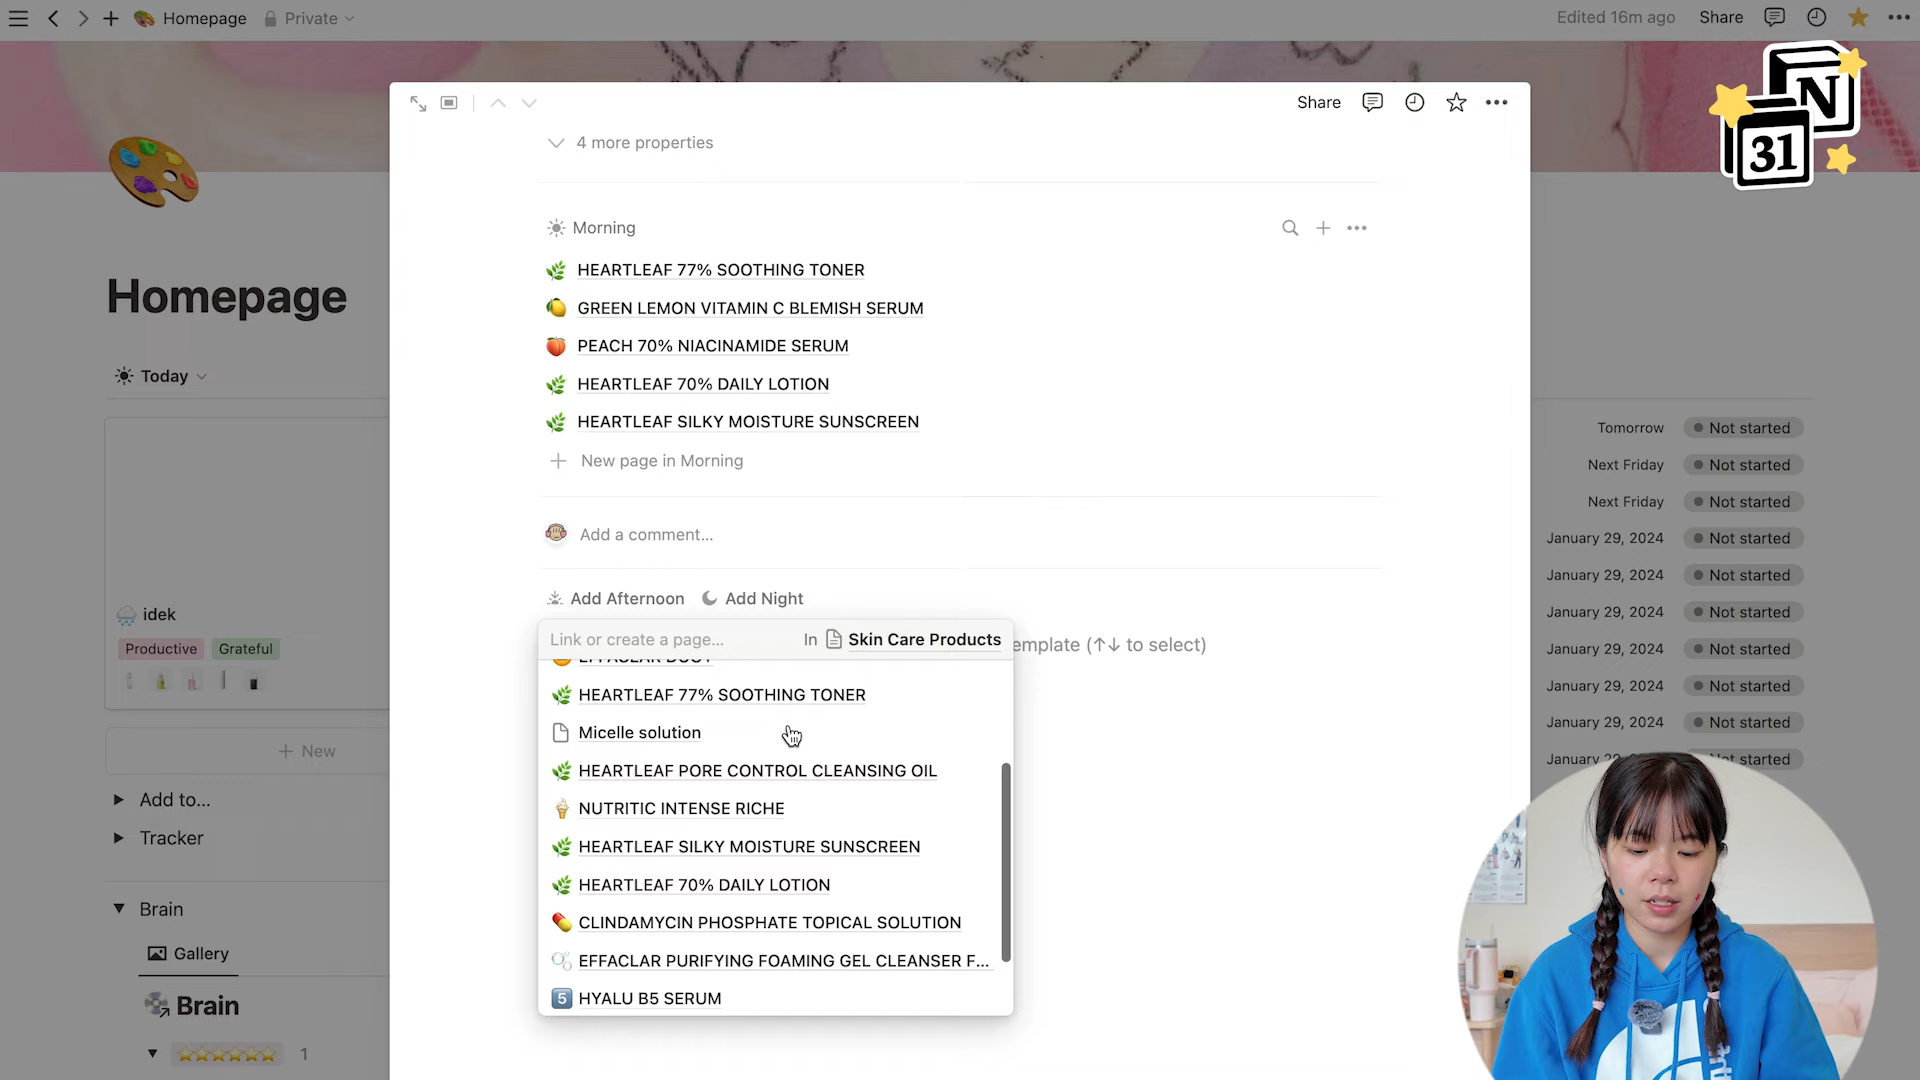 Homepage Private
Edited 16m ago Share
N
31
Share
4 more properties
Morning
HEARTLEAF 77% SOOTHING TONER
GREEN LEMON VITAMIN C BLEMISH SERUM
PEACH 70% NIACINAMIDE SERUM
HEARTLEAF 70% DAILY LOTION
HEARTLEAF SILKY MOISTURE SUNSCREEN
New page in Morning
Add a comment...
Add Afternoon Add Night
Link or create a page... In Skin Care Products
emplate (↑↓ to select)
HEARTLEAF 77% SOOTHING TONER
Micelle solution
HEARTLEAF PORE CONTROL CLEANSING OIL
NUTRITIC INTENSE RICHE
HEARTLEAF SILKY MOISTURE SUNSCREEN
HEARTLEAF 70% DAILY LOTION
CLINDAMYCIN PHOSPHATE TOPICAL SOLUTION
EFFACLAR PURIFYING FOAMING GEL CLEANSER F...
5 HYALU B5 SERUM
Homepage
Today
idek
Productive Grateful
New
Add to...
Tracker
Brain
Gallery
Brain
1
Tomorrow Not started
Next Friday Not started
Next Friday Not started
January 29, 2024 Not started
January 29, 2024 Not started
January 29, 2024 Not started
January 29, 2024 Not started
January 29, 2024 Not started
January 29, 2024 Not started